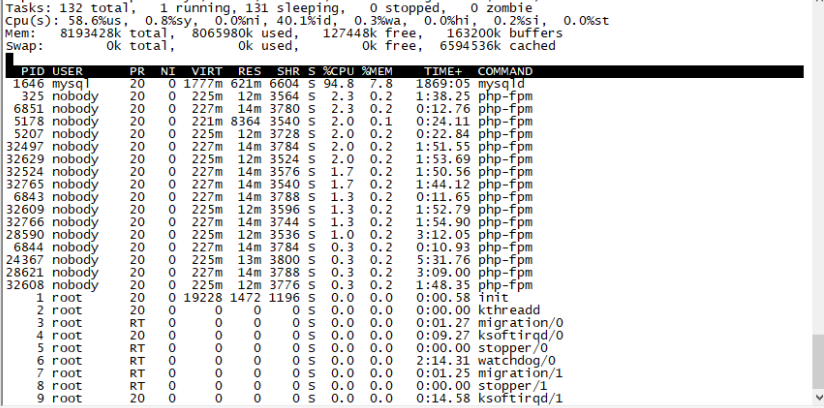 Tasks: 132 total,   1 running, 131 sleeping,   0 stopped,   0 zombie
Cpu(s): 58.6%us,  0.8%sy,  0.0%ni, 40.1%id,  0.3%wa,  0.0%hi,  0.2%si,  0.0%st
Mem:   8193428k total,  8065980k used,   127448k free,   163200k buffers
Swap:        0k total,        0k used,        0k free,  6594536k cached
PID USER      PR  NI  VIRT  RES  SHR S %CPU %MEM    TIME+  COMMAND
1646 mysql     20   0 1777m 621m 6604 S 94.8  7.8   1869:05 mysqld
325 nobody    20   0  225m  12m 3564 S  2.3  0.2   1:38.25 php-fpm
6851 nobody    20   0  227m  14m 3780 S  2.3  0.2   0:12.76 php-fpm
5178 nobody    20   0  221m 8364 3540 S  2.0  0.1   0:24.11 php-fpm
5207 nobody    20   0  225m  12m 3728 S  2.0  0.2   0:22.84 php-fpm
32497 nobody    20   0  227m  14m 3784 S  2.0  0.2   1:51.55 php-fpm
32629 nobody    20   0  225m  12m 3524 S  2.0  0.2   1:53.69 php-fpm
32524 nobody    20   0  227m  14m 3576 S  1.7  0.2   1:50.56 php-fpm
32765 nobody    20   0  227m  14m 3540 S  1.7  0.2   1:44.12 php-fpm
6843 nobody    20   0  227m  14m 3788 S  1.3  0.2   0:11.65 php-fpm
32609 nobody    20   0  225m  12m 3596 S  1.3  0.2   1:52.79 php-fpm
32766 nobody    20   0  227m  14m 3744 S  1.3  0.2   1:54.90 php-fpm
28590 nobody    20   0  225m  12m 3536 S  1.0  0.2   3:12.05 php-fpm
6844 nobody    20   0  227m  14m 3784 S  0.3  0.2   0:10.93 php-fpm
24367 nobody    20   0  225m  13m 3800 S  0.3  0.2   5:31.76 php-fpm
28621 nobody    20   0  227m  14m 3788 S  0.3  0.2   3:09.00 php-fpm
32608 nobody    20   0  225m  12m 3776 S  0.3  0.2   1:48.35 php-fpm
1 root      20   0 19228 1472 1196 S  0.0  0.0   0:00.58 init
2 root      20   0     0    0    0 S  0.0  0.0   0:00.00 kthreadd
3 root      RT   0     0    0    0 S  0.0  0.0   0:01.27 migration/0
4 root      20   0     0    0    0 S  0.0  0.0   0:09.27 ksoftirqd/0
5 root      RT   0     0    0    0 S  0.0  0.0   0:00.00 stopper/0
6 root      RT   0     0    0    0 S  0.0  0.0   2:14.31 watchdog/0
7 root      RT   0     0    0    0 S  0.0  0.0   0:01.25 migration/1
8 root      RT   0     0    0    0 S  0.0  0.0   0:00.00 stopper/1
9 root      20   0     0    0    0 S  0.0  0.0   0:14.58 ksoftirqd/1